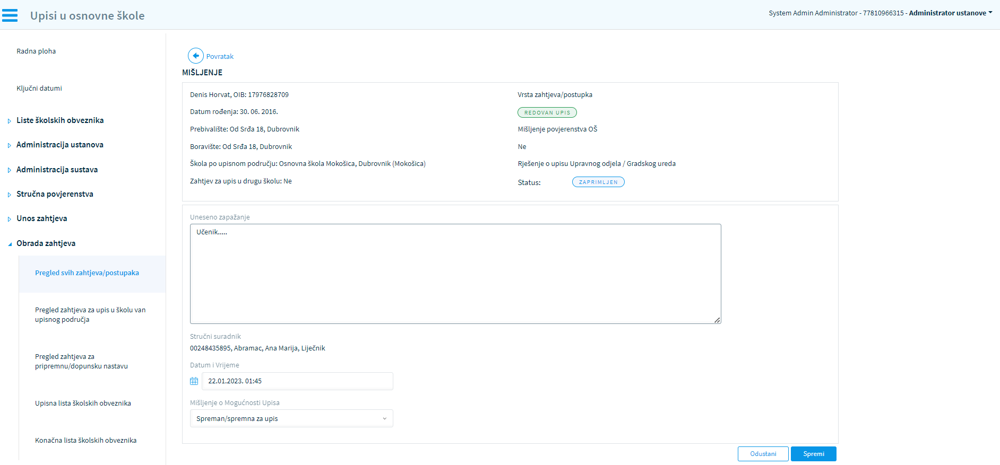 Upisi u osnovne škole
System Admin Administrator - 77810966315 - Administrator ustanove
Radna ploha
Ključni datumi
Liste školskih obveznika
Administracija ustanova
Administracija sustava
Stručna povjerenstva
Unos zahtjeva
Obrada zahtjeva
Pregled svih zahtjeva/postupaka
Pregled zahtjeva za upis u školu van
upisnog područja
Pregled zahtjeva za
pripremnu/dopunsku nastavu
Upisna lista školskih obveznika
Konačna lista školskih obveznika
Povratak
MIŠLJENJE
Denis Horvat, OIB: 17976828709
Datum rođenja: 30. 06. 2016.
Prebivalište: Od Srđa 18, Dubrovnik
Boravište: Od Srđa 18, Dubrovnik
Škola po upisnom području: Osnovna škola Mokošica, Dubrovnik (Mokošica)
Zahtjev za upis u drugu školu: Ne
Vrsta zahtjeva/postupka
REDOVAN UPIS
Mišljenje povjerenstva OŠ
Ne
Rješenje o upisu Upravnog odjela / Gradskog ureda
Status: ZAPRIMLJEN
Uneseno zapažanje
Učenik.....
Stručni suradnik
00248435895, Abramac, Ana Marija, Liječnik
Datum i Vrijeme
22.01.2023. 01:45
Mišljenje o Mogućnosti Upisa
Spreman/spremna za upis
Odustani
Spremi